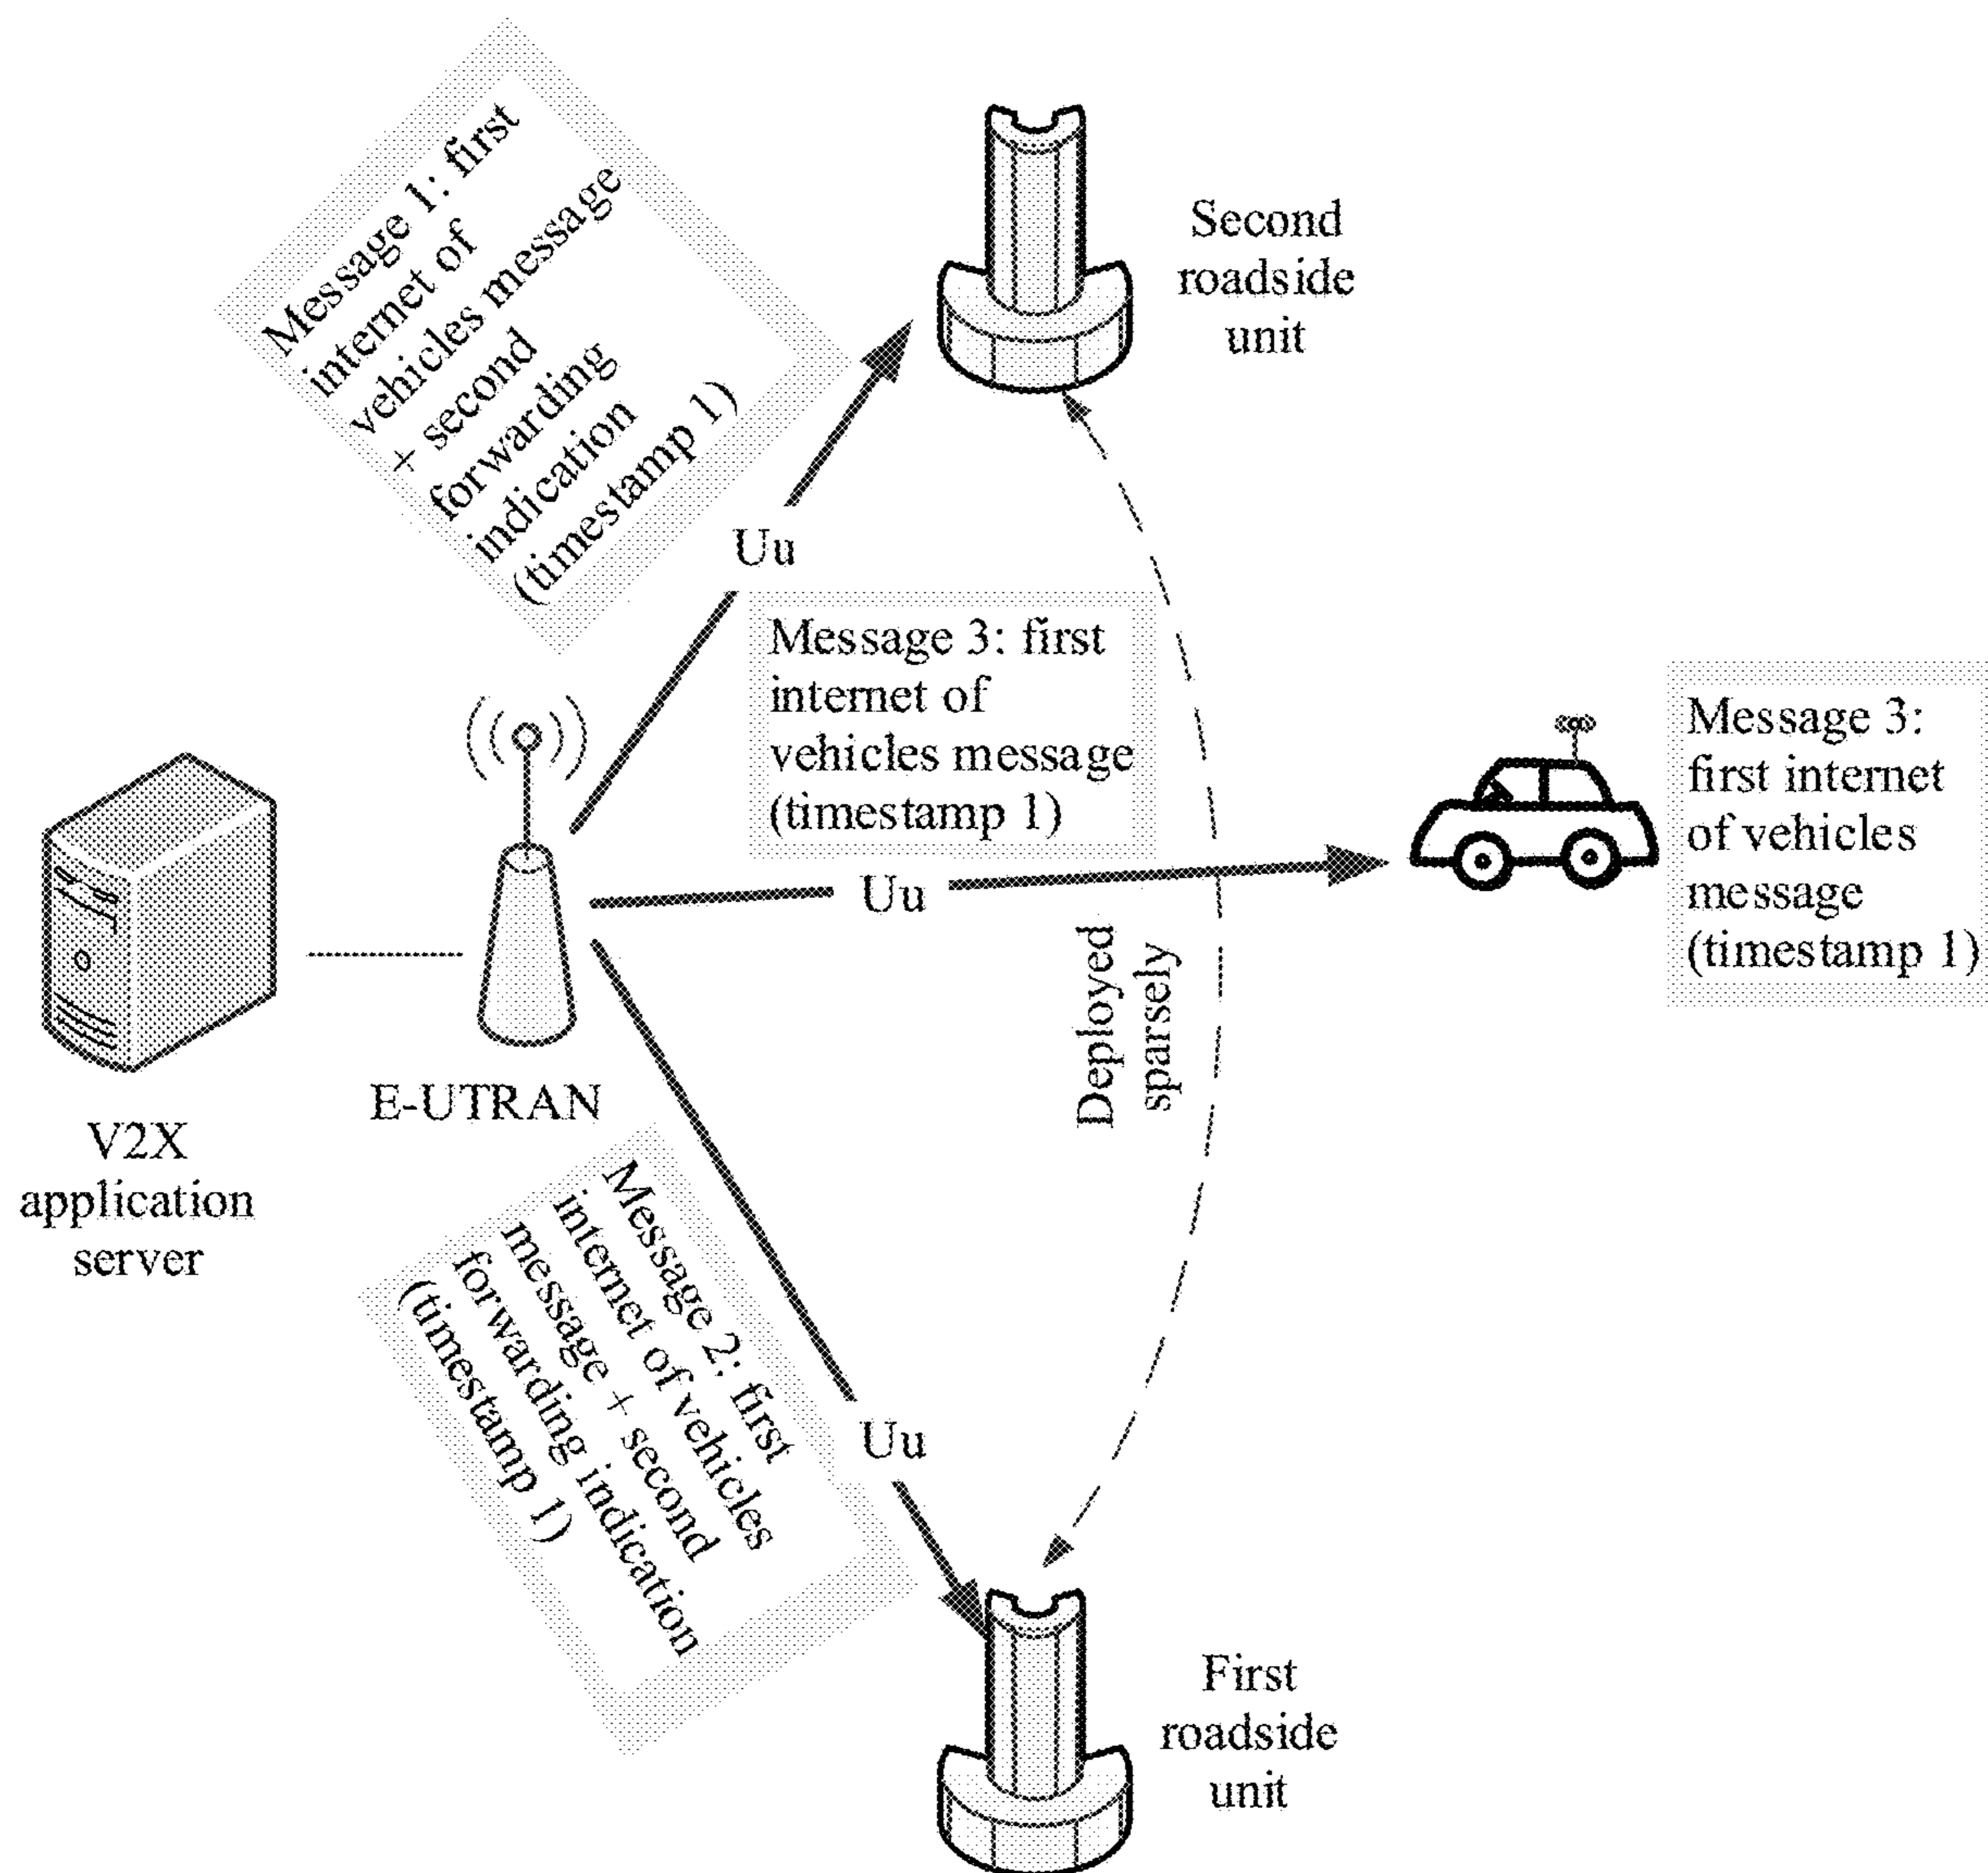 Message 1: first
internet of
vehicles message
+ second
forwarding
indication
(timestamp 1)
Second
roadside
unit
Uu
Message 3: first
internet of
vehicles message
(timestamp 1)
Uu
Message 3:
first internet
of vehicles
message
(timestamp 1)
Deployed
sparsely
E-UTRAN
V2X
application
server
Message 2: first
internet of vehicles
message + second
forwarding indication
(timestamp 1)
Uu
First
roadside
unit